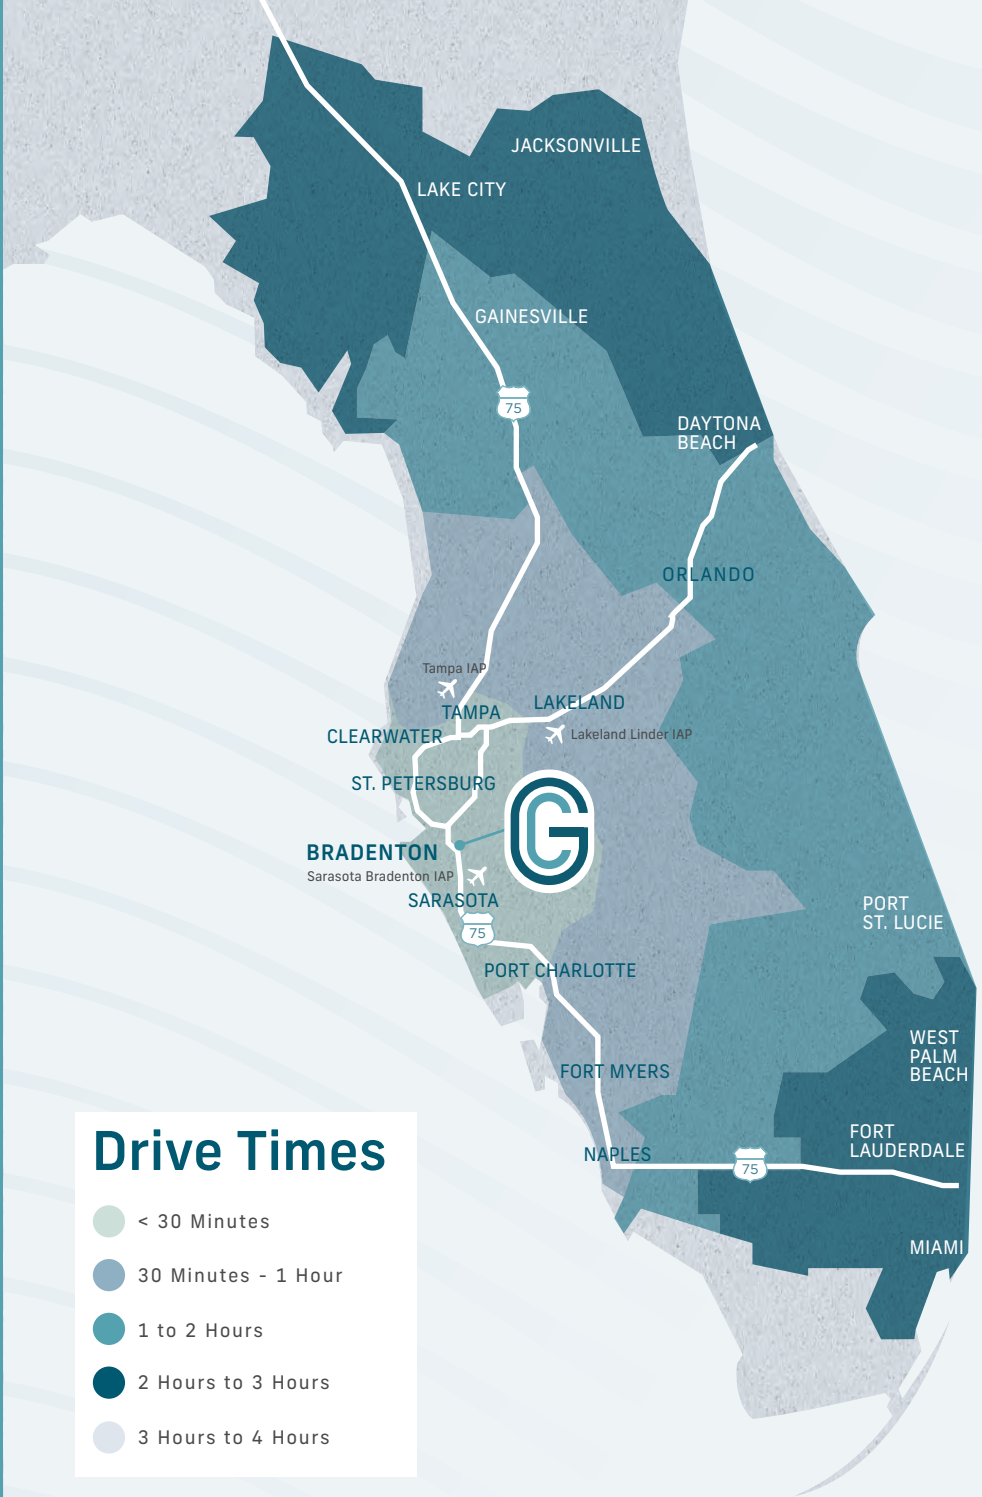 JACKSONVILLE
LAKE CITY
GAINESVILLE
75
DAYTONA
BEACH
ORLANDO
Tampa IAP
LAKELAND
TAMPA
CLEARWATER
Lakeland Linder IAP
ST. PETERSBURG
BRADENTON
Sarasota Bradenton IAP
SARASOTA
PORT
ST. LUCIE
75
PORT CHARLOTTE
WEST
PALM
BEACH
FORT MYERS
FORT
LAUDERDALE
NAPLES
75
MIAMI
Drive Times
< 30 Minutes
30 Minutes - 1 Hour
1 to 2 Hours
2 Hours to 3 Hours
3 Hours to 4 Hours